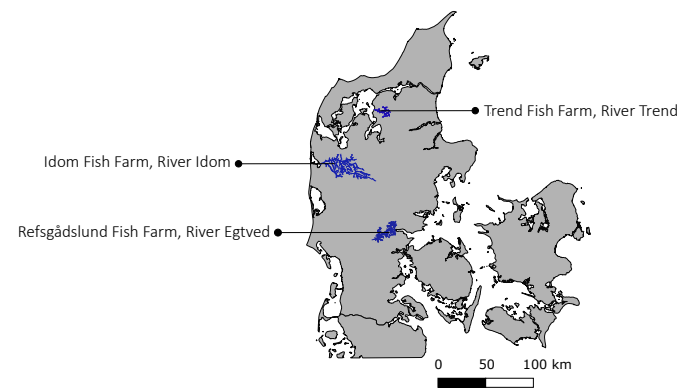 Trend Fish Farm, River Trend
Idom Fish Farm, River Idom
Refsgådslund Fish Farm, River Egtved
0 50 100 km